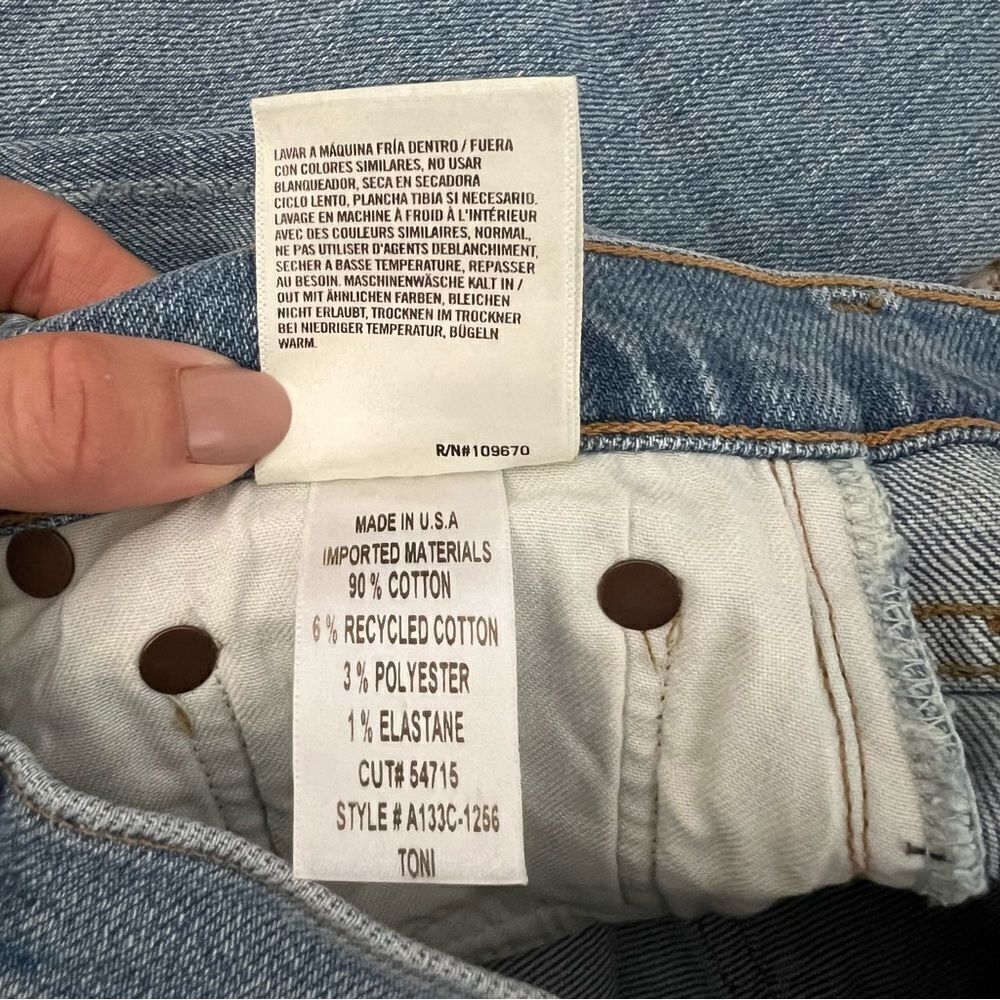 LAVAR A MÁQUINA FRÍA DENTRO / FUERA
CON COLORES SIMILARES, NO USAR
BLANQUEADOR, SECA EN SECADORA
CICLO LENTO, PLANCHA TIBIA SI NECESARIO.
LAVAGE EN MACHINE À FROID À L'INTÉRIEUR
AVEC DES COULEURS SIMILAIRES, NORMAL,
NE PAS UTILISER D'AGENTS DEBLANCHIMENT,
SECHER A BASSE TEMPERATURE, REPASSER
AU BESOIN. MASCHINENWÄSCHE KALT IN /
OUT MIT ÄHNLICHEN FARBEN, BLEICHEN
NICHT ERLAUBT, TROCKNEN IM TROCKNER
BEI NIEDRIGER TEMPERATUR, BÜGELN
WARM.
R/N#109670
MADE IN U.S.A
IMPORTED MATERIALS
90 % COTTON
6 % RECYCLED COTTON
3 % POLYESTER
1 % ELASTANE
CUT# 54715
STYLE # A133C-1266
TONI